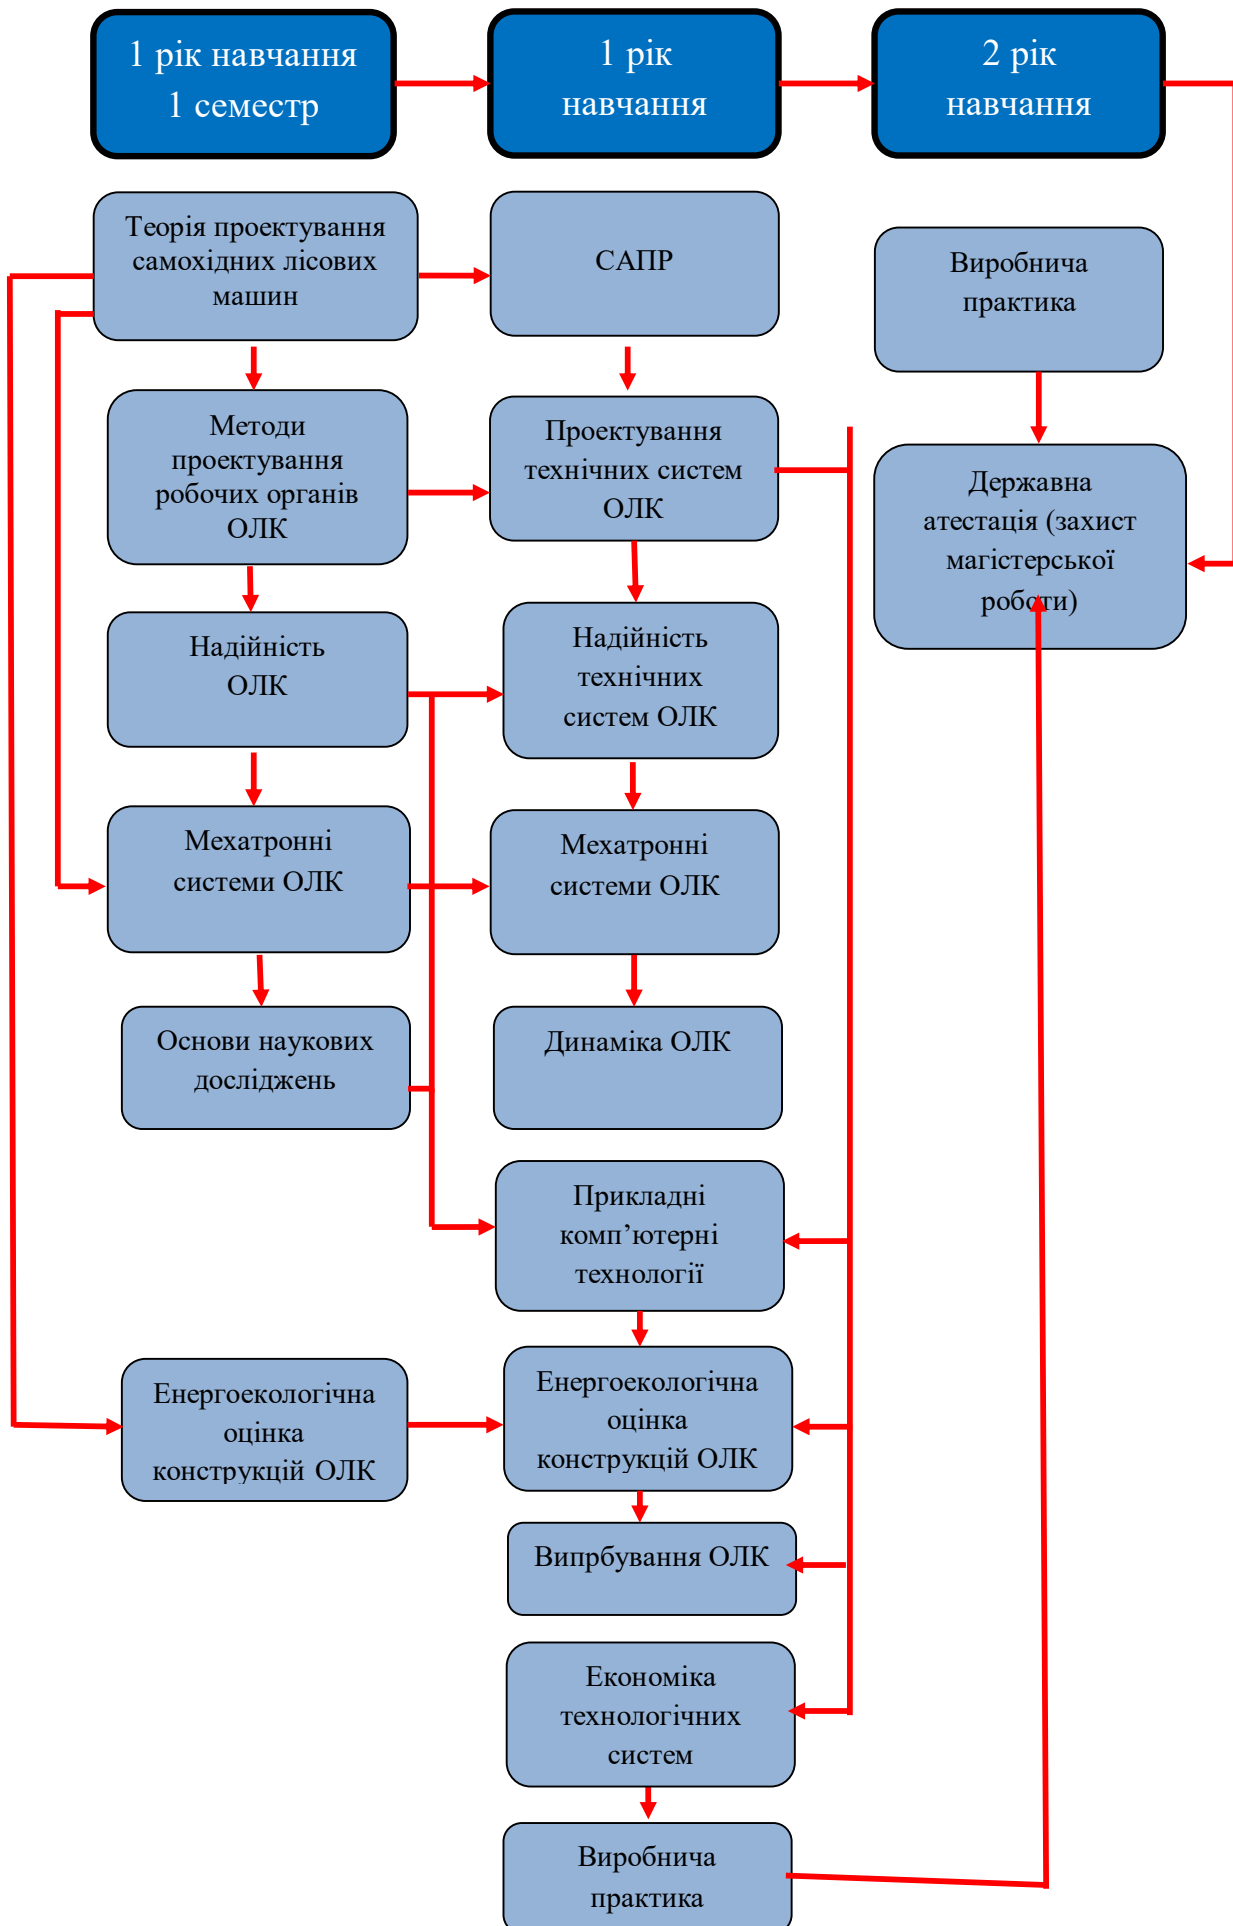 1 рік навчання
1 семестр
1 рік
навчання
2 рік
навчання
Теорія проектування
самохідних лісових
машин
САПР
Виробнича
практика
Методи
проектування
робочих органів
ОЛК
Проектування
технічних систем
ОЛК
Державна
атестація (захист
магістерської
роботи)
Надійність
ОЛК
Надійність
технічних
систем ОЛК
Мехатронні
системи ОЛК
Мехатронні
системи ОЛК
Основи наукових
досліджень
Динаміка ОЛК
Прикладні
комп’ютерні
технології
Енергоекологічна
оцінка
конструкцій ОЛК
Енергоекологічна
оцінка
конструкцій ОЛК
Випрбування ОЛК
Економіка
технологічних
систем
Виробнича
практика